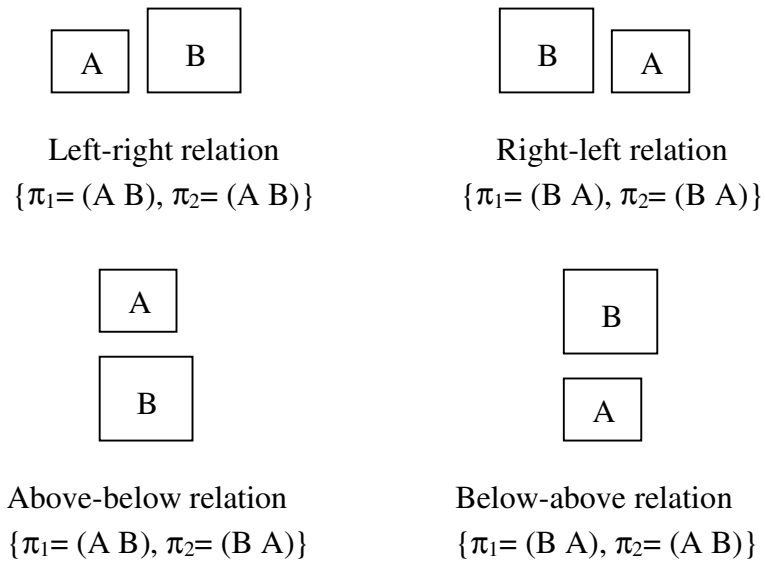 A B
B A
Left-right relation
Right-left relation
{π₁= (A B), π₂= (A B)}
{π₁= (B A), π₂= (B A)}
A
B
B
A
Above-below relation
Below-above relation
{π₁= (A B), π₂= (B A)}
{π₁= (B A), π₂= (A B)}